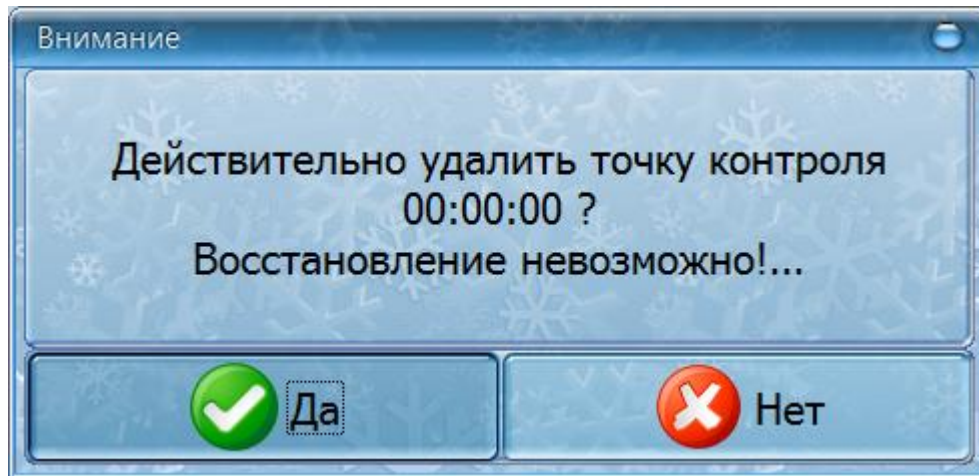 Внимание
Действительно удалить точку контроля
00:00:00 ?
Восстановление невозможно!...
Да
Нет